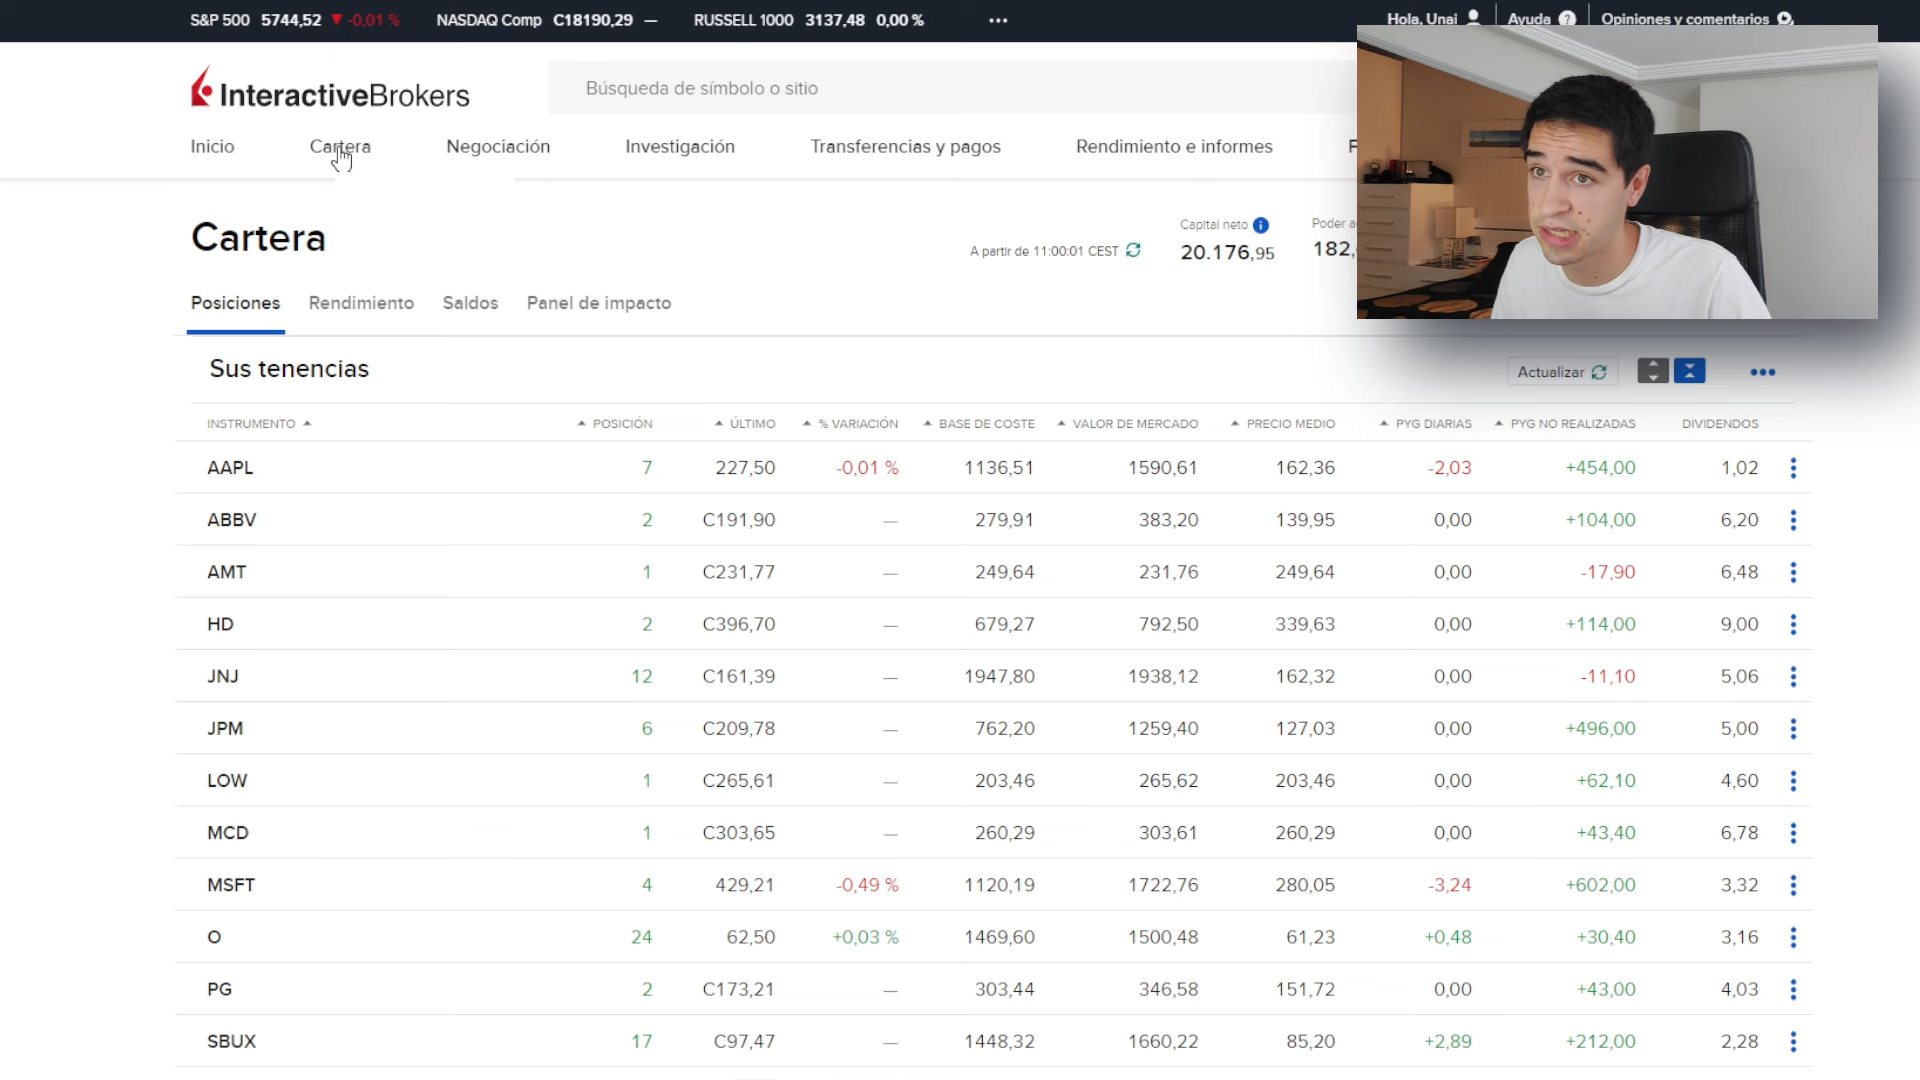 S&P 500 5744,52 ▼ -0,01 % NASDAQ Comp C18190,29 — RUSSELL 1000 3137,48 0,00 % ••• Hola, Unai Ayuda ? Opiniones y comentarios
InteractiveBrokers Búsqueda de símbolo o sitio
Inicio Cartera Negociación Investigación Transferencias y pagos Rendimiento e informes
Cartera
Capital neto i Poder a
A partir de 11:00:01 CEST 20.176,95 182,
Posiciones Rendimiento Saldos Panel de impacto
Sus tenencias Actualizar •••
INSTRUMENTO POSICIÓN ÚLTIMO % VARIACIÓN BASE DE COSTE VALOR DE MERCADO PRECIO MEDIO PYG DIARIAS PYG NO REALIZADAS DIVIDENDOS
AAPL 7 227,50 -0,01 % 1136,51 1590,61 162,36 -2,03 +454,00 1,02
ABBV 2 C191,90 — 279,91 383,20 139,95 0,00 +104,00 6,20
AMT 1 C231,77 — 249,64 231,76 249,64 0,00 -17,90 6,48
HD 2 C396,70 — 679,27 792,50 339,63 0,00 +114,00 9,00
JNJ 12 C161,39 — 1947,80 1938,12 162,32 0,00 -11,10 5,06
JPM 6 C209,78 — 762,20 1259,40 127,03 0,00 +496,00 5,00
LOW 1 C265,61 — 203,46 265,62 203,46 0,00 +62,10 4,60
MCD 1 C303,65 — 260,29 303,61 260,29 0,00 +43,40 6,78
MSFT 4 429,21 -0,49 % 1120,19 1722,76 280,05 -3,24 +602,00 3,32
O 24 62,50 +0,03 % 1469,60 1500,48 61,23 +0,48 +30,40 3,16
PG 2 C173,21 — 303,44 346,58 151,72 0,00 +43,00 4,03
SBUX 17 C97,47 — 1448,32 1660,22 85,20 +2,89 +212,00 2,28